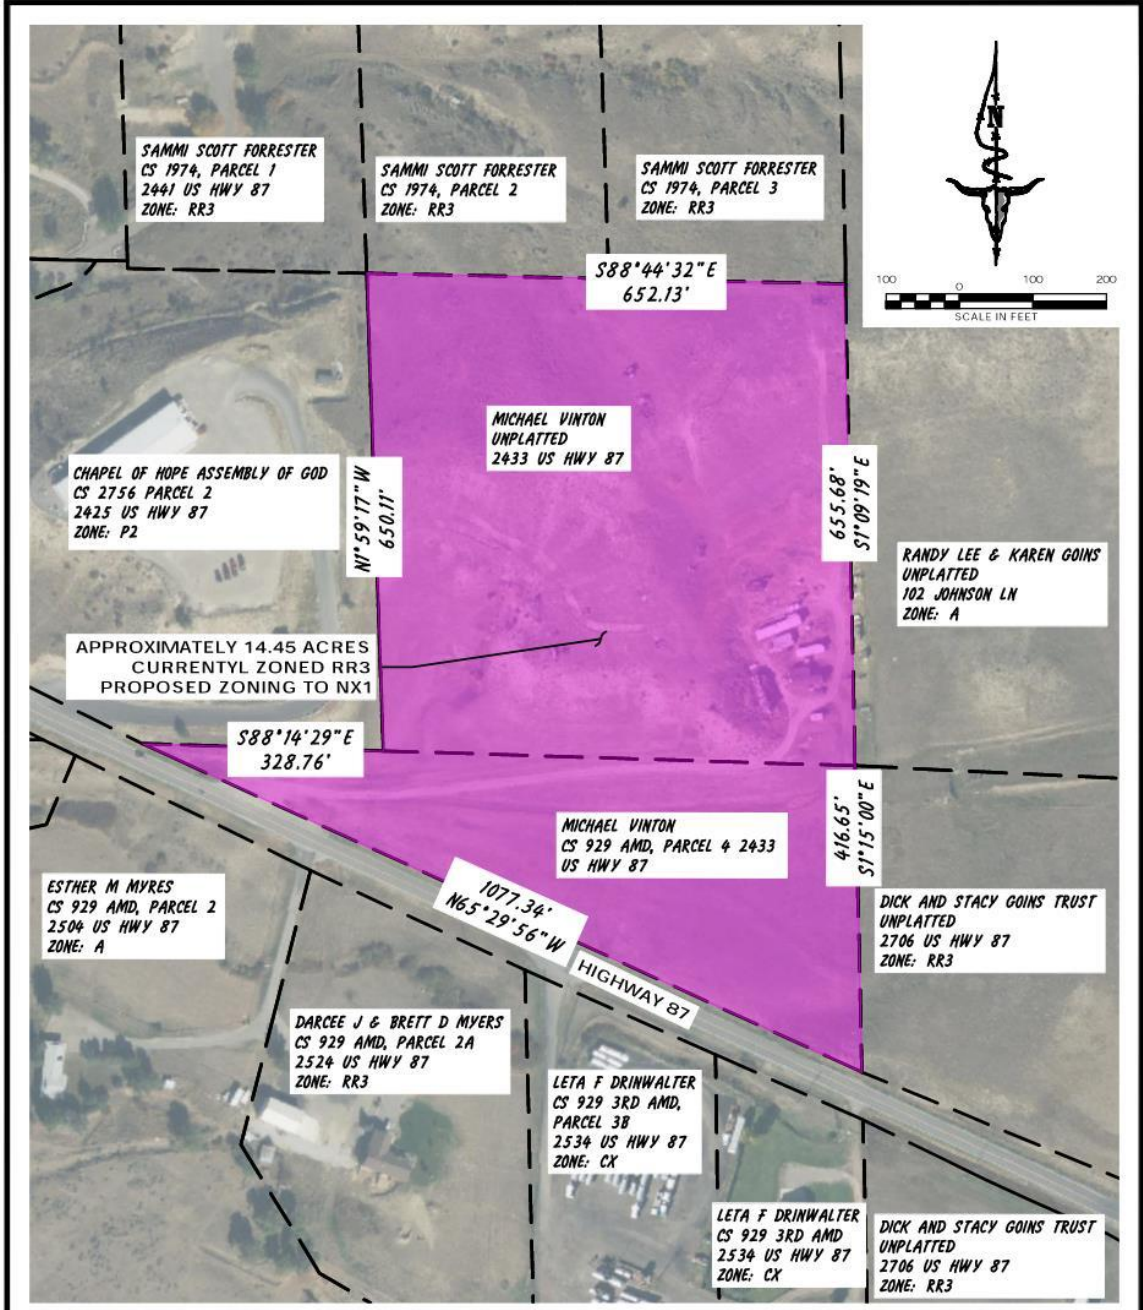 SAMMI SCOTT FORRESTER
CS 1974, PARCEL 1
2441 US HWY 87
ZONE: RR3
SAMMI SCOTT FORRESTER
CS 1974, PARCEL 2
ZONE: RR3
SAMMI SCOTT FORRESTER
CS 1974, PARCEL 3
ZONE: RR3
N
100 0 100 200
SCALE IN FEET
S88°44'32"E
652.13'
MICHAEL VINTON
UNPLATTED
2433 US HWY 87
CHAPEL OF HOPE ASSEMBLY OF GOD
CS 2756 PARCEL 2
2425 US HWY 87
ZONE: P2
N1°59'17"W
650.11'
655.68'
S1°09'19"E
RANDY LEE & KAREN GOINS
UNPLATTED
102 JOHNSON LN
ZONE: A
APPROXIMATELY 14.45 ACRES
CURRENTYL ZONED RR3
PROPOSED ZONING TO NX1
S88°14'29"E
328.76'
MICHAEL VINTON
CS 929 AMD, PARCEL 4 2433
US HWY 87
416.65'
S1°15'00"E
ESTHER M MYRES
CS 929 AMD, PARCEL 2
2504 US HWY 87
ZONE: A
1077.34'
N65°29'56"W
HIGHWAY 87
DICK AND STACY GOINS TRUST
UNPLATTED
2706 US HWY 87
ZONE: RR3
DARCEE J & BRETT D MYERS
CS 929 AMD, PARCEL 2A
2524 US HWY 87
ZONE: RR3
LETA F DRINWALTER
CS 929 3RD AMD,
PARCEL 3B
2534 US HWY 87
ZONE: CX
LETA F DRINWALTER
CS 929 3RD AMD
2534 US HWY 87
ZONE: CX
DICK AND STACY GOINS TRUST
UNPLATTED
2706 US HWY 87
ZONE: RR3